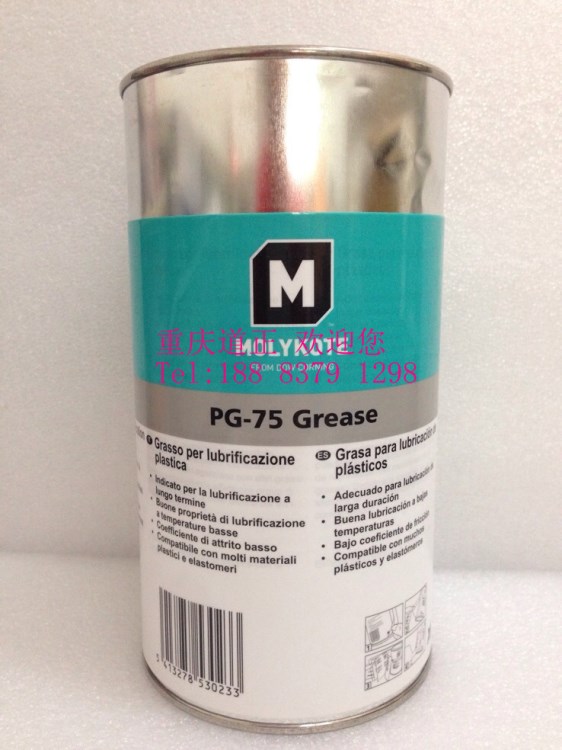 M
MOLYKOTE
FROM DOW CORNING
重庆道正 欢迎您
Tel:188 8379 1298
PG-75 Grease
Grasso per lubrificazione
plastica
• Indicato per la lubrificazione a
lungo termine
• Buone proprietà di lubrificazione
a temperature basse
• Coefficiente di attrito basso
• Compatibile con molti materiali
plastici e elastomeri
ES Grasa para lubricación
plásticos
• Adecuado para lubricación
larga duración
• Buena lubricación a bajas
temperaturas
• Bajo coeficiente de fricción
• Compatible con muchos
plásticos y elastómeros
5 413278 530233